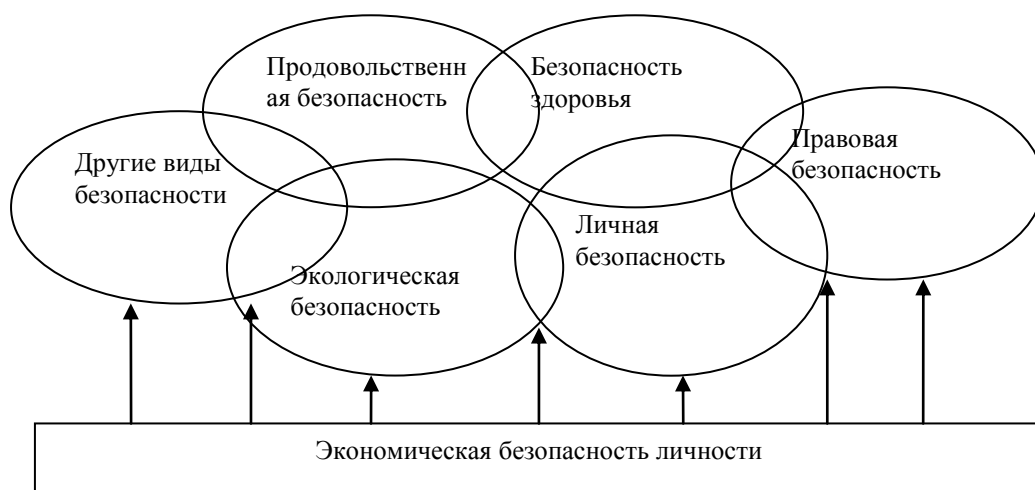 Продовольственн
ая безопасность
Безопасность
здоровья
Правовая
безопасность
Другие виды
безопасности
Личная
безопасность
Экологическая
безопасность
Экономическая безопасность личности